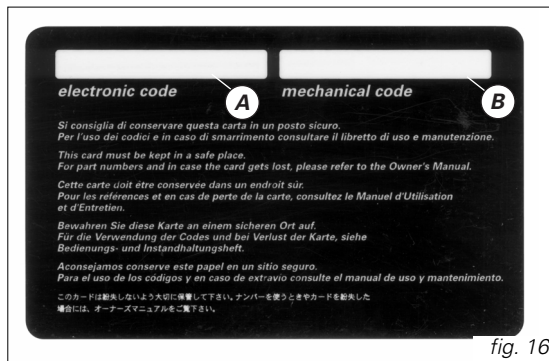 electronic code A mechanical code B
Si consiglia di conservare questa carta in un posto sicuro.
Per l'uso dei codici e in caso di smarrimento consultare il libretto di uso e manutenzione.
This card must be kept in a safe place.
For part numbers and in case the card gets lost, please refer to the Owner's Manual.
Cette carte doit étre conservée dans un endroit sûr.
Pour les références et en cas de perte de la carte, consultez le Manuel d'Utilisation
et d'Entretien.
Bewahren Sie diese Karte an einem sicheren Ort auf.
Für die Verwendung der Codes und bei Verlust der Karte, siehe
Bedienungs- und Instandhaltungsheft.
Aconsejamos conserve este papel en un sitio seguro.
Para el uso de los códigos y en caso de extravio consulte el manual de uso y mantenimiento.
このカードは紛失しないよう大切に保管して下さい。ナンバーを使うときやカードを紛失した
場合には、オーナーズマニュアルをご覧下さい。
fig. 16